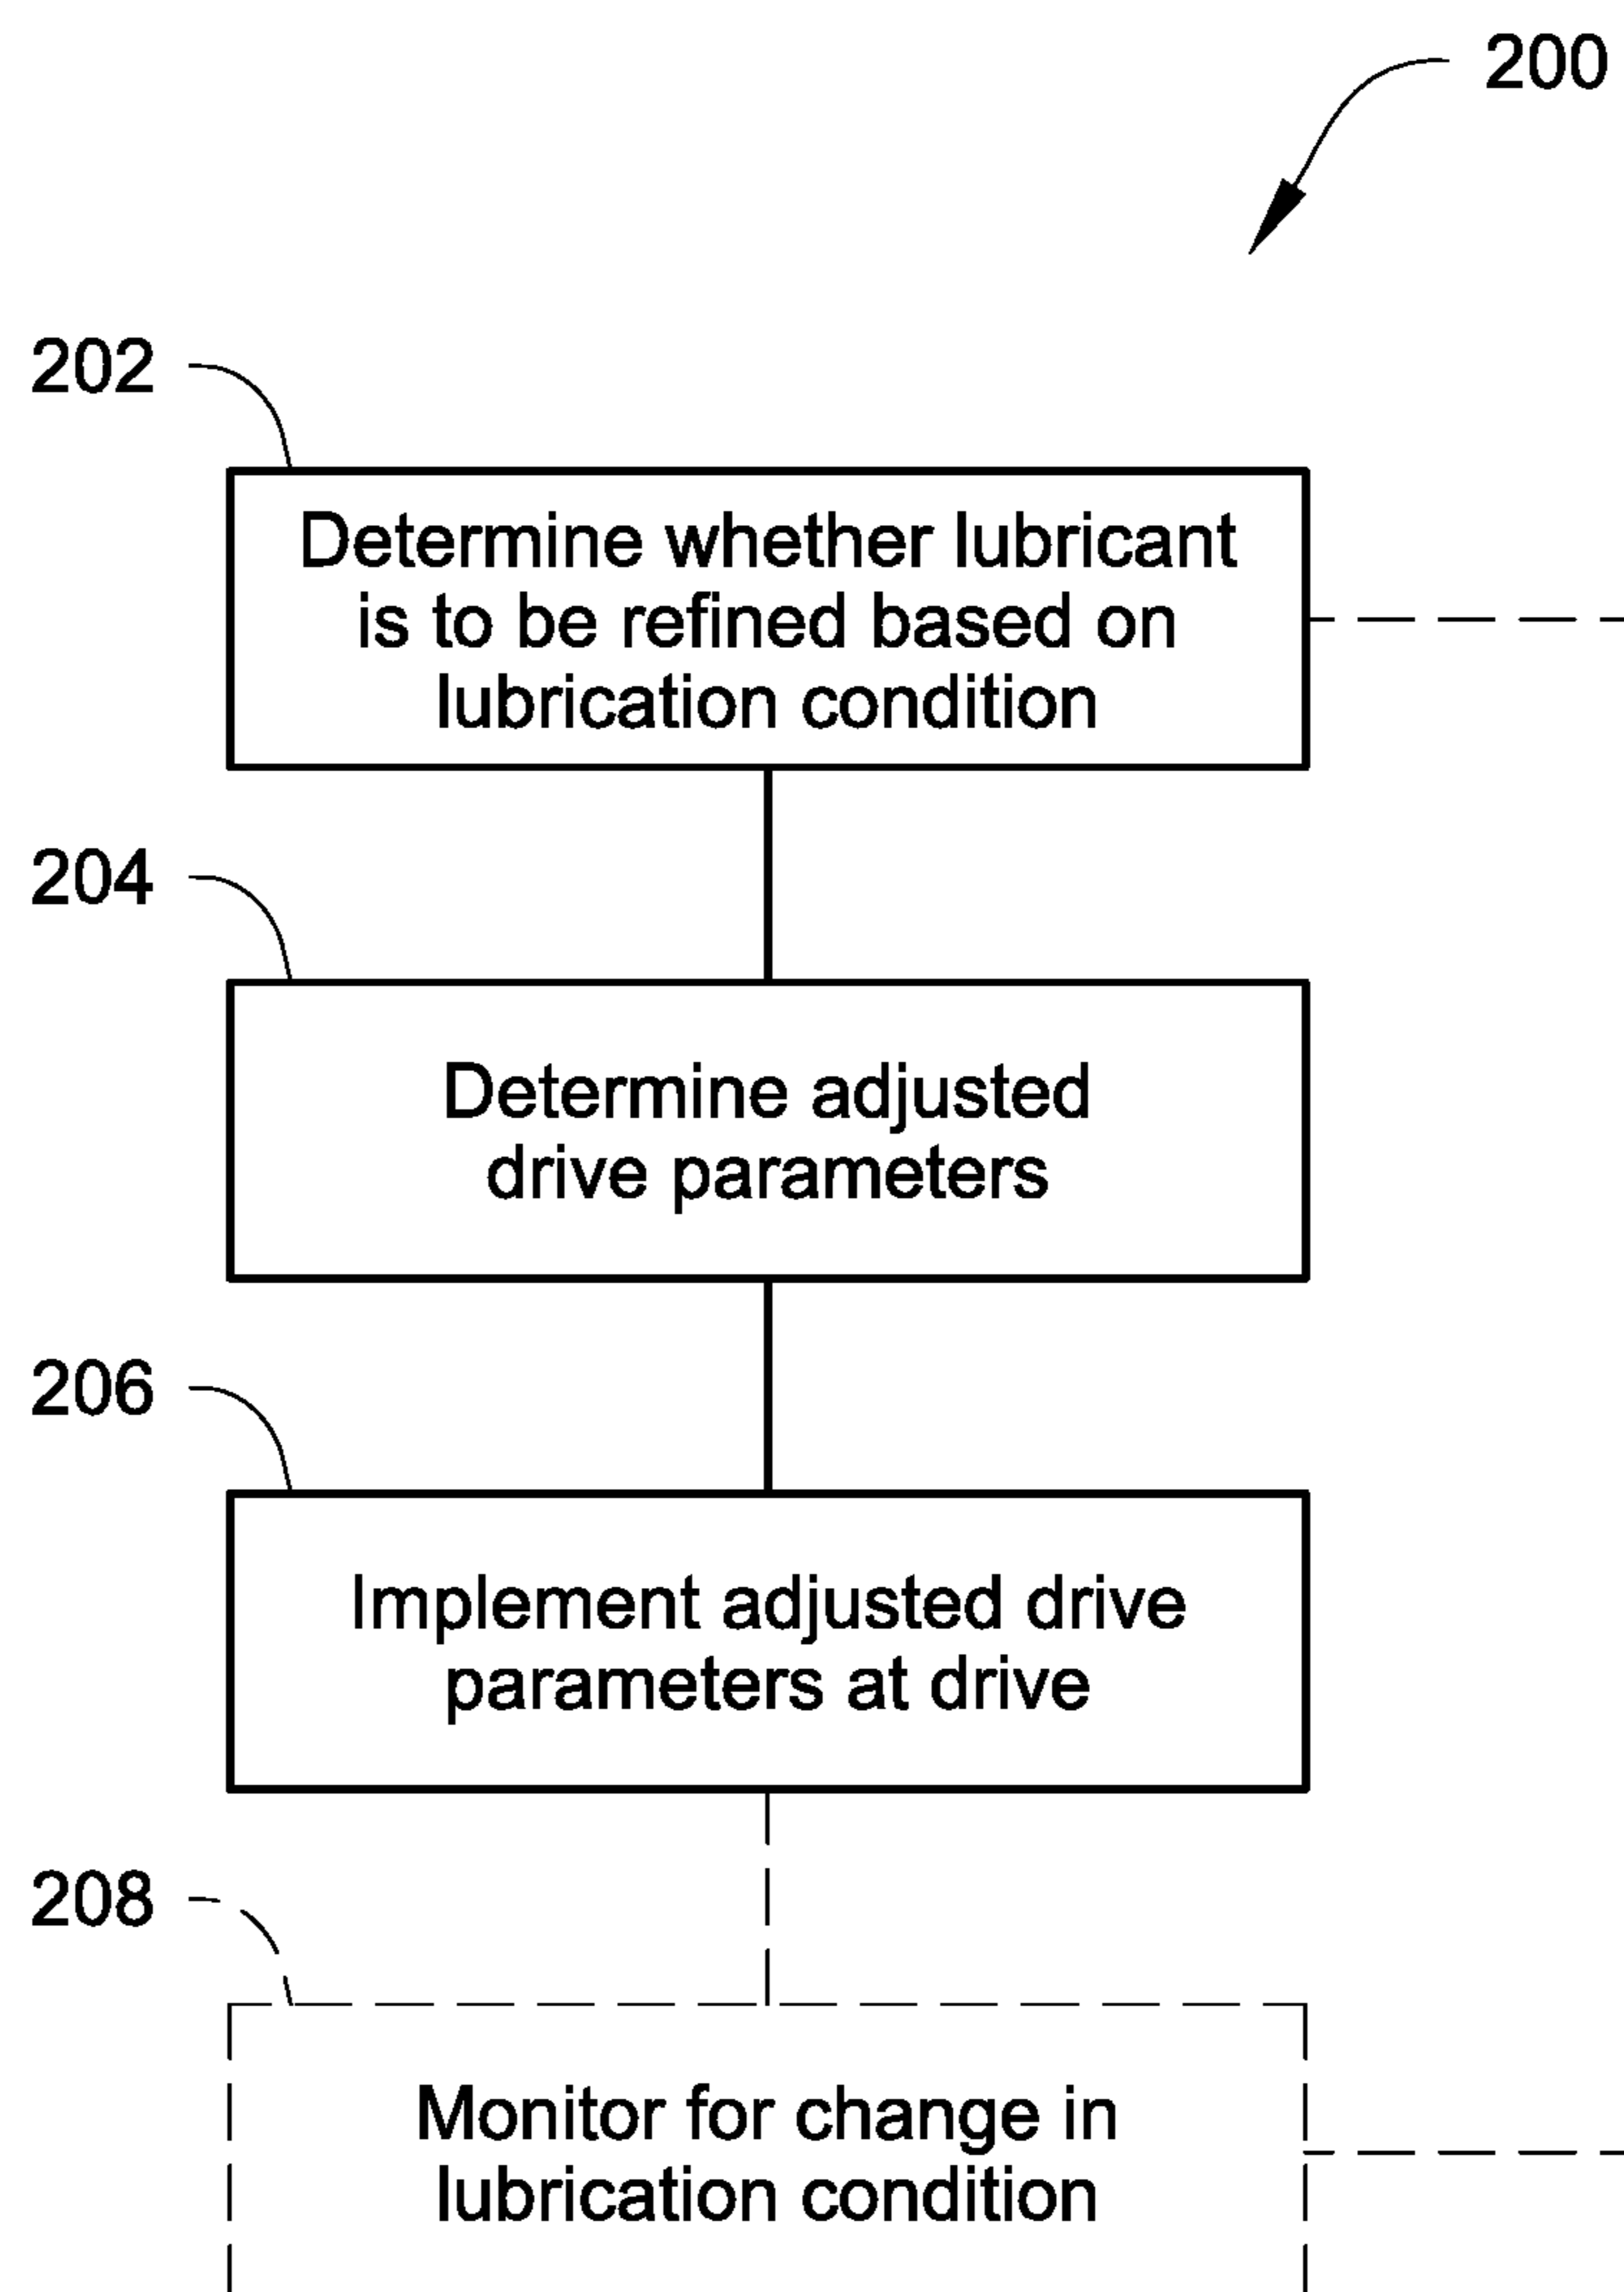 200
202
Determine whether lubricant
is to be refined based on
lubrication condition
204
Determine adjusted
drive parameters
206
Implement adjusted drive
parameters at drive
208
Monitor for change in
lubrication condition